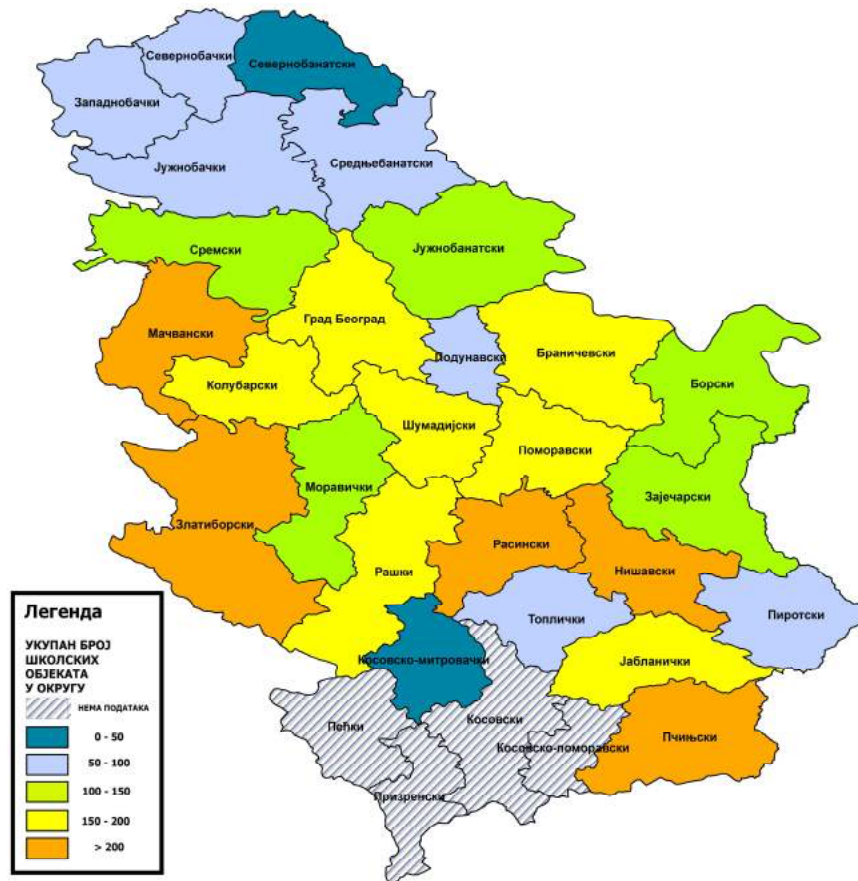 Севернобачки
Севернобанатски
Западнобачки
Јужнобачки
Средњебанатски
Сремски
Јужнобанатски
Мачвански
Град Београд
Подунавски
Браничевски
Колубарски
Борски
Шумадијски
Поморавски
Моравички
Зајечарски
Златиборски
Расински
Нишавски
Рашки
Топлички
Пиротски
Косовско-митровачки
Јабланички
Пећки
Косовски
Косовско-поморавски
Пчињски
Призренски
Легенда
УКУПАН БРОЈ
ШКОЛСКИХ
ОБЈЕКАТА
У ОКРУГУ
НЕМА ПОДАТАКА
0 - 50
50 - 100
100 - 150
150 - 200
> 200